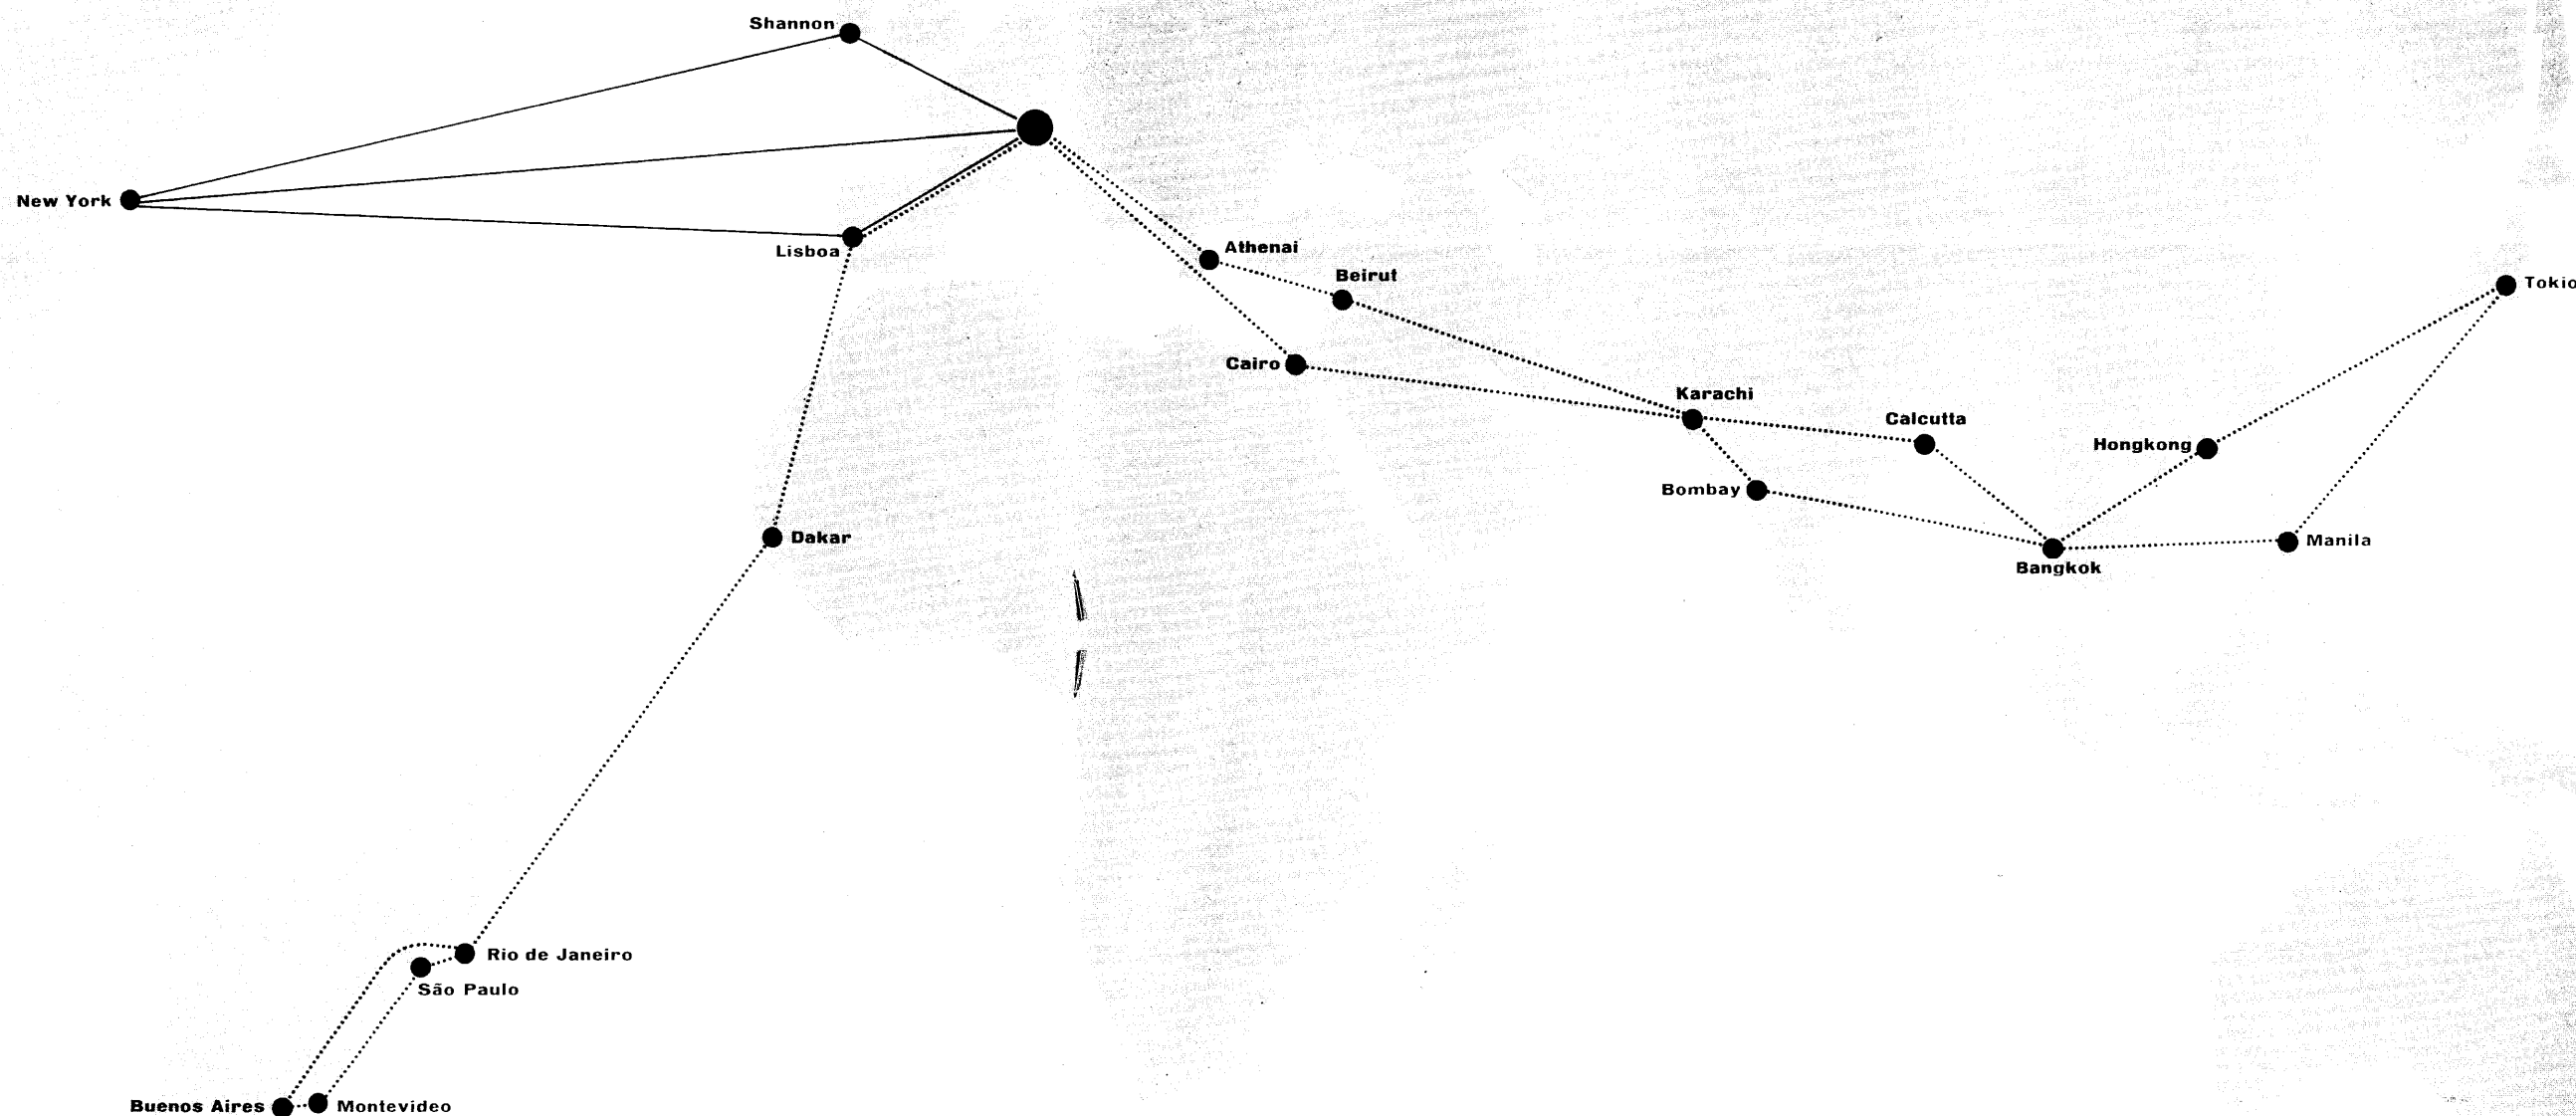 Shannon
New York
Lisboa
Athenai
Beirut
Tokio
Cairo
Karachi
Calcutta
Hongkong
Bombay
Dakar
Manila
Bangkok
Rio de Janeiro
São Paulo
Buenos Aires
Montevideo